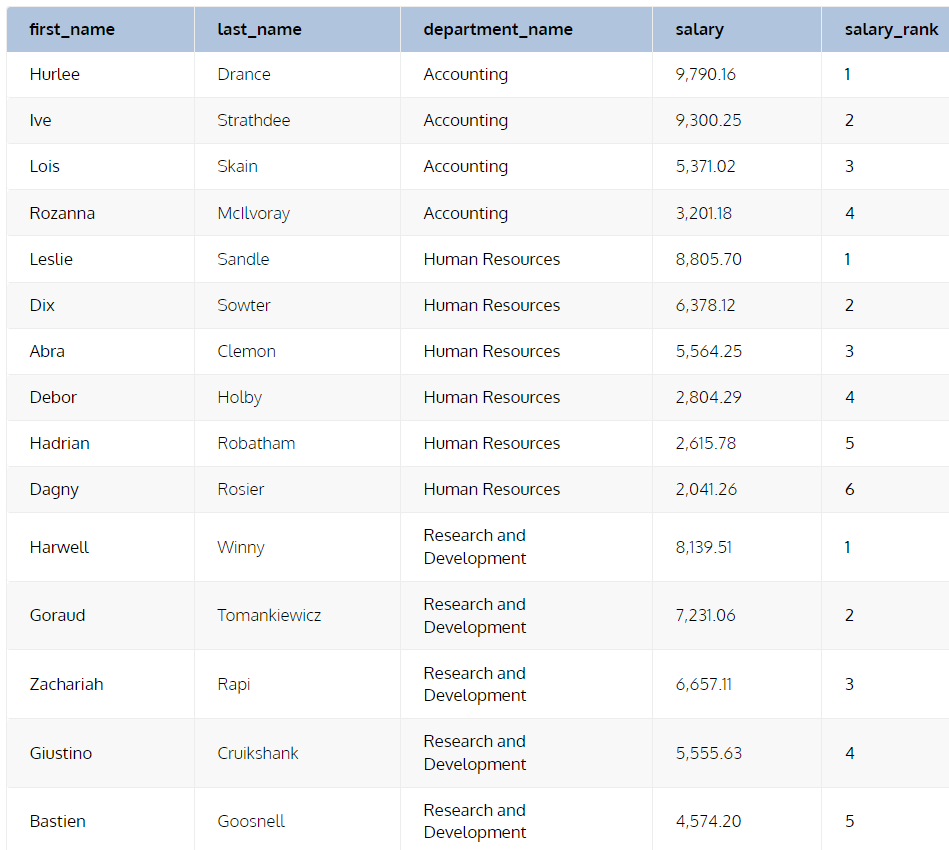 first_name last_name department_name salary salary_rank
Hurlee Drance Accounting 9,790.16 1
Ive Strathdee Accounting 9,300.25 2
Lois Skain Accounting 5,371.02 3
Rozanna McIlvoray Accounting 3,201.18 4
Leslie Sandle Human Resources 8,805.70 1
Dix Sowter Human Resources 6,378.12 2
Abra Clemon Human Resources 5,564.25 3
Debor Holby Human Resources 2,804.29 4
Hadrian Robatham Human Resources 2,615.78 5
Dagny Rosier Human Resources 2,041.26 6
Harwell Winny Research and 8,139.51 1
Development
Goraud Tomankiewicz Research and 7,231.06 2
Development
Zachariah Rapi Research and 6,657.11 3
Development
Giustino Cruikshank Research and 5,555.63 4
Development
Bastien Goosnell Research and 4,574.20 5
Development